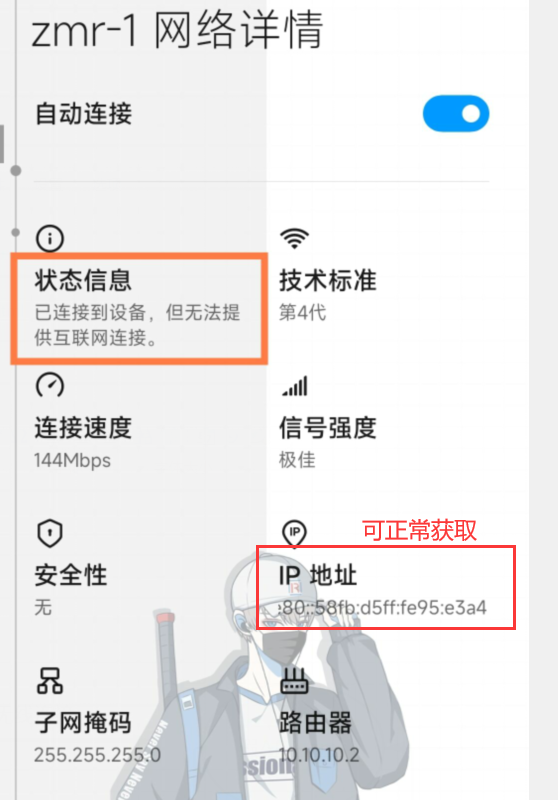 zmr-1 网络详情
自动连接
状态信息
已连接到设备，但无法提
供互联网连接。
技术标准
第4代
连接速度
144Mbps
信号强度
极佳
安全性
无
可正常获取
IP
IP 地址
:80::58fb:d5ff:fe95:e3a4
子网掩码
255.255.255.0
路由器
10.10.10.2